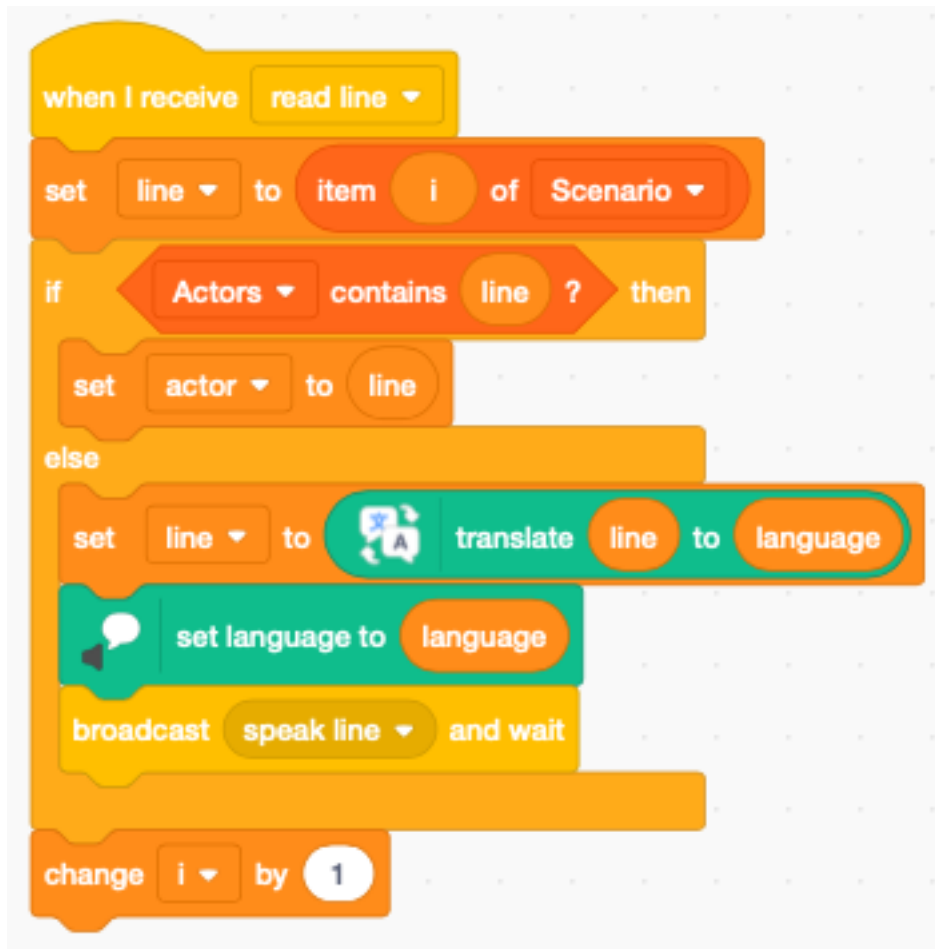 when I receive read line
set line to item i of Scenario
if Actors contains line ? then
set actor to line
else
set line to 文 A translate line to language
set language to language
broadcast speak line and wait
change i by 1